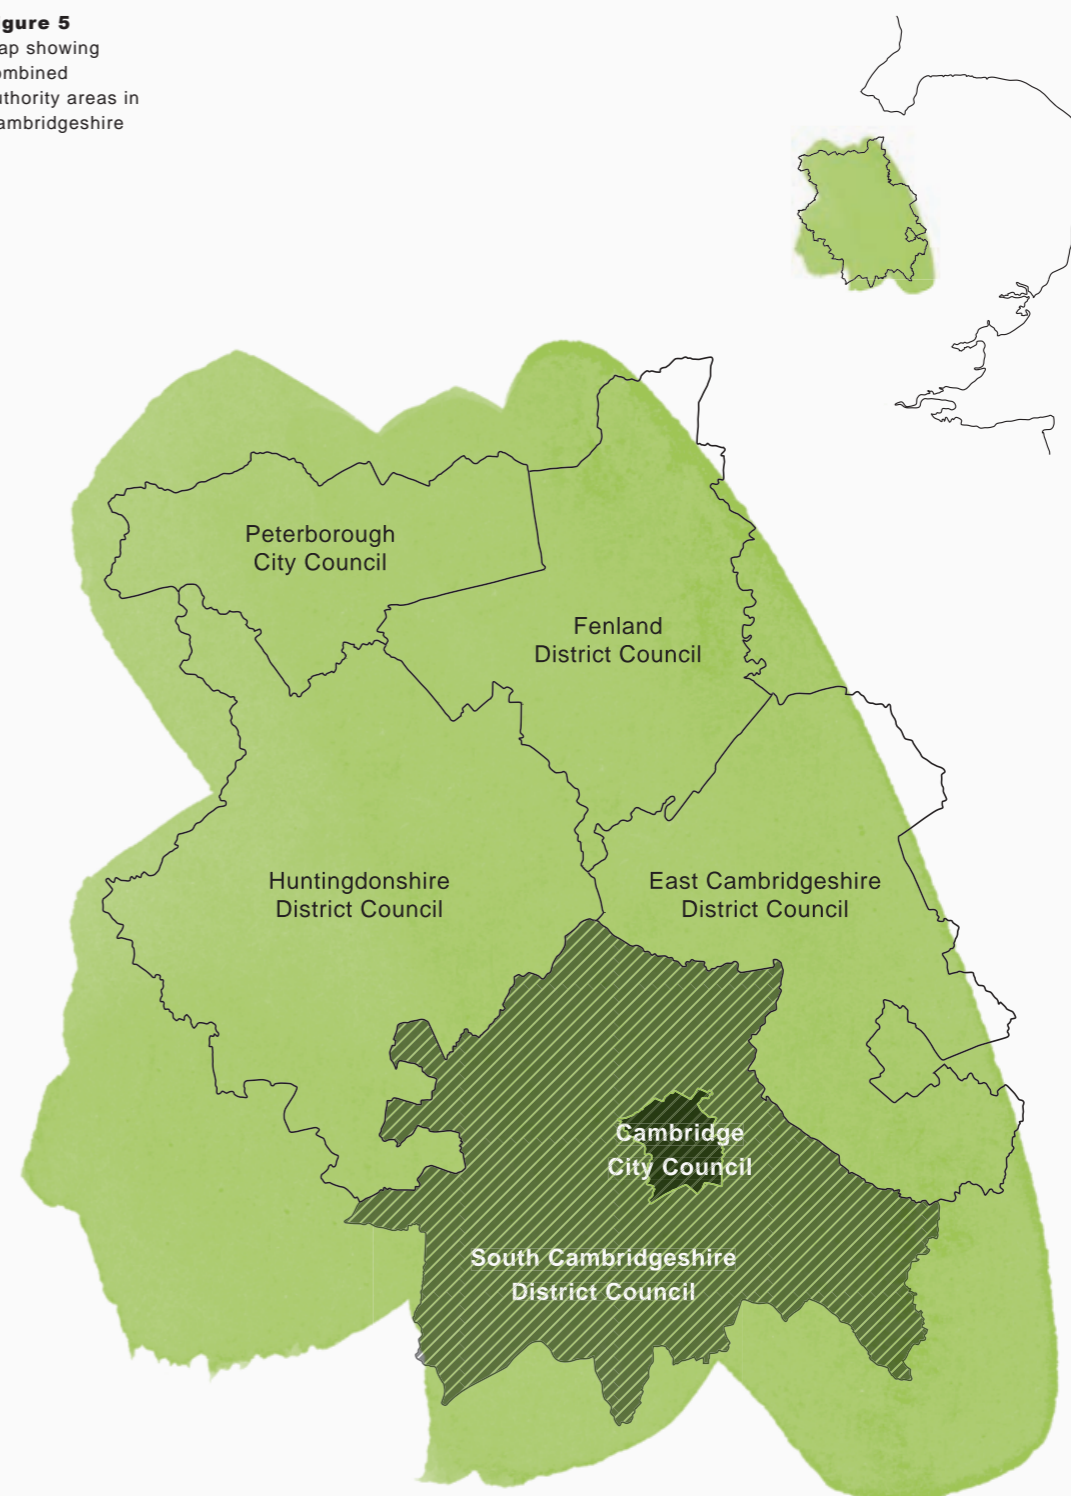 gure 5
ap showing
ombined
uthority areas in
ambridgeshire
Peterborough
City Council
Fenland
District Council
Huntingdonshire
District Council
East Cambridgeshire
District Council
Cambridge
City Council
South Cambridgeshire
District Council